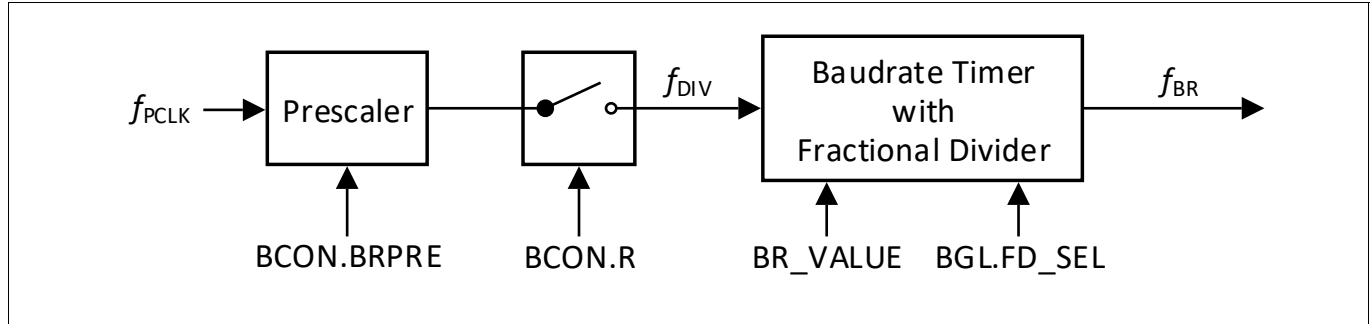 fPCLK
Prescaler
fDIV
Baudrate Timer
with
Fractional Divider
fBR
BCON.BRPRE
BCON.R
BR_VALUE
BGL.FD_SEL